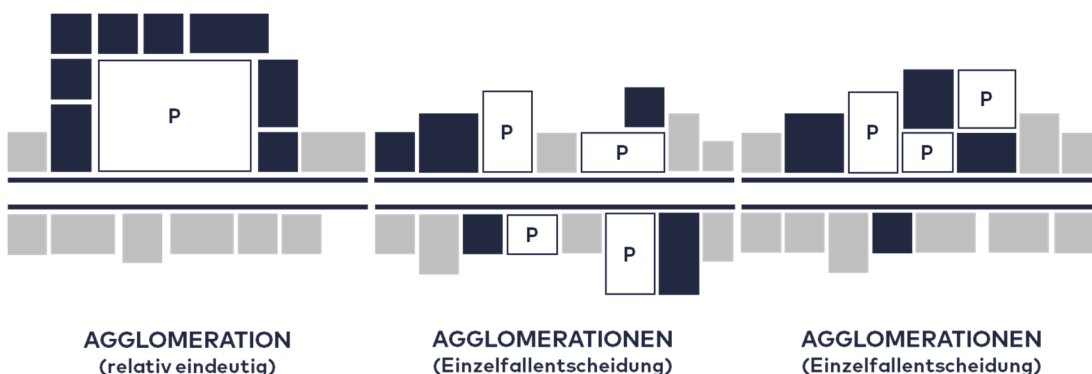 P
P
P
P
P
P
P
P
AGGLOMERATION
(relativ eindeutig)
AGGLOMERATIONEN
(Einzelfallentscheidung)
AGGLOMERATIONEN
(Einzelfallentscheidung)